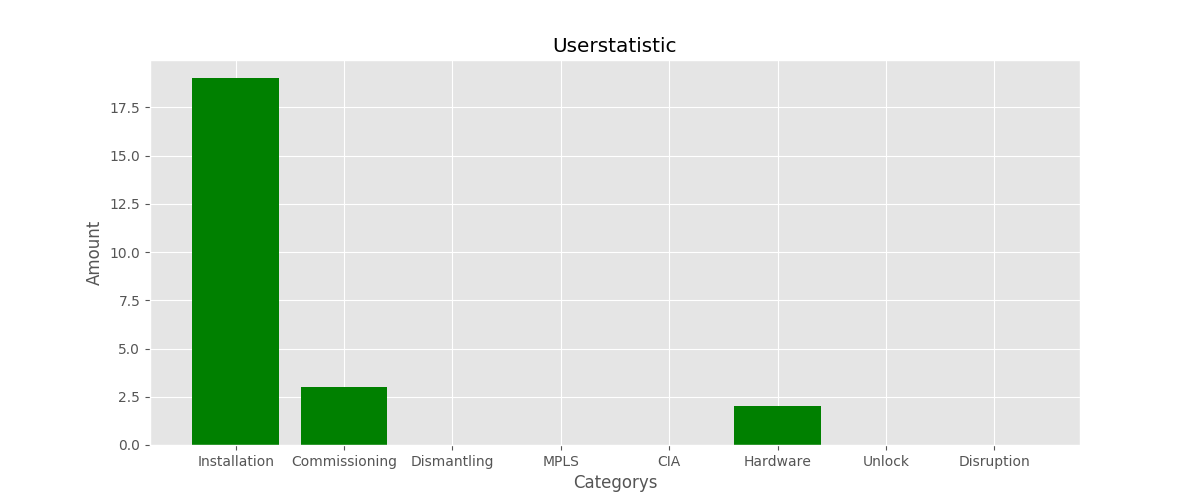 Userstatistic
17.5
15.0
12.5
10.0
7.5
5.0
2.5
0.0
Amount
Installation Commissioning Dismantling MPLS CIA Hardware Unlock Disruption
Categorys